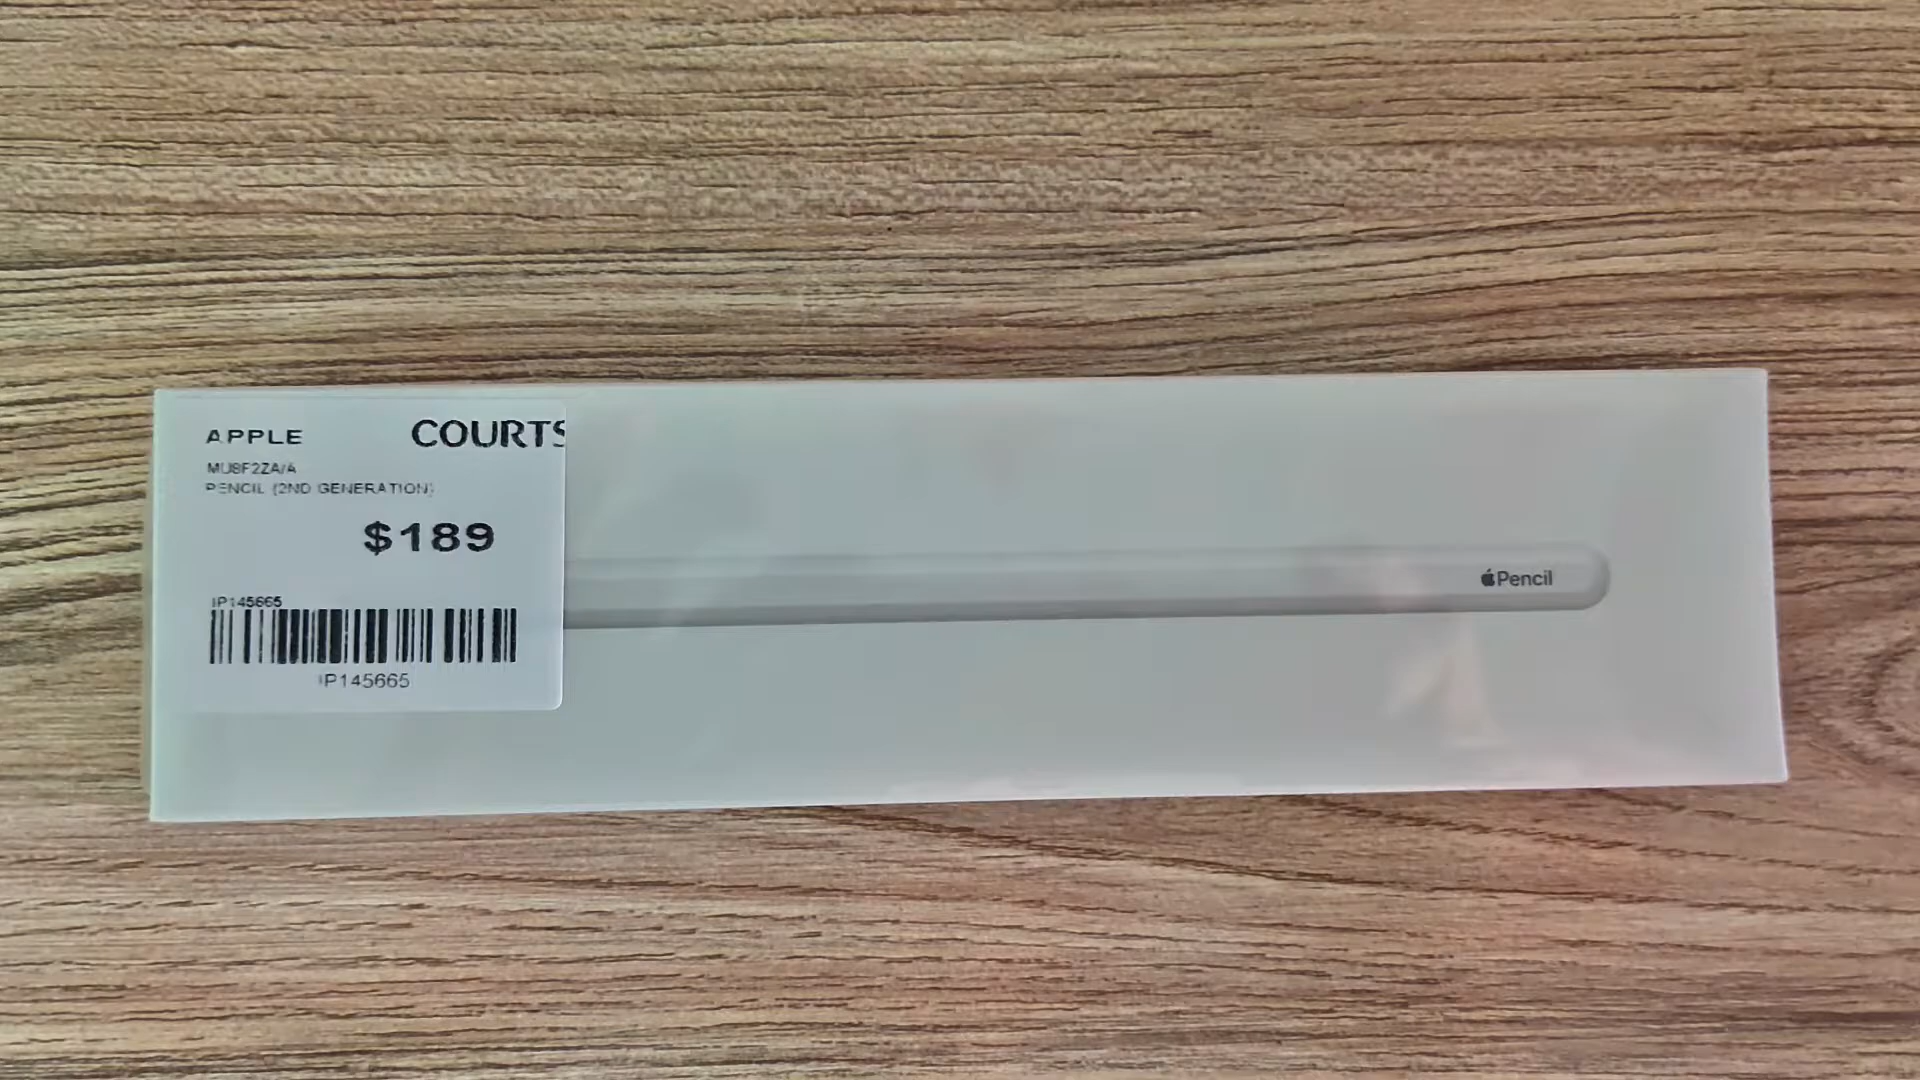 APPLE COURTS
MU8F2ZA/A
PENCIL (2ND GENERATION)
$189
IP145665
IP145665
Pencil